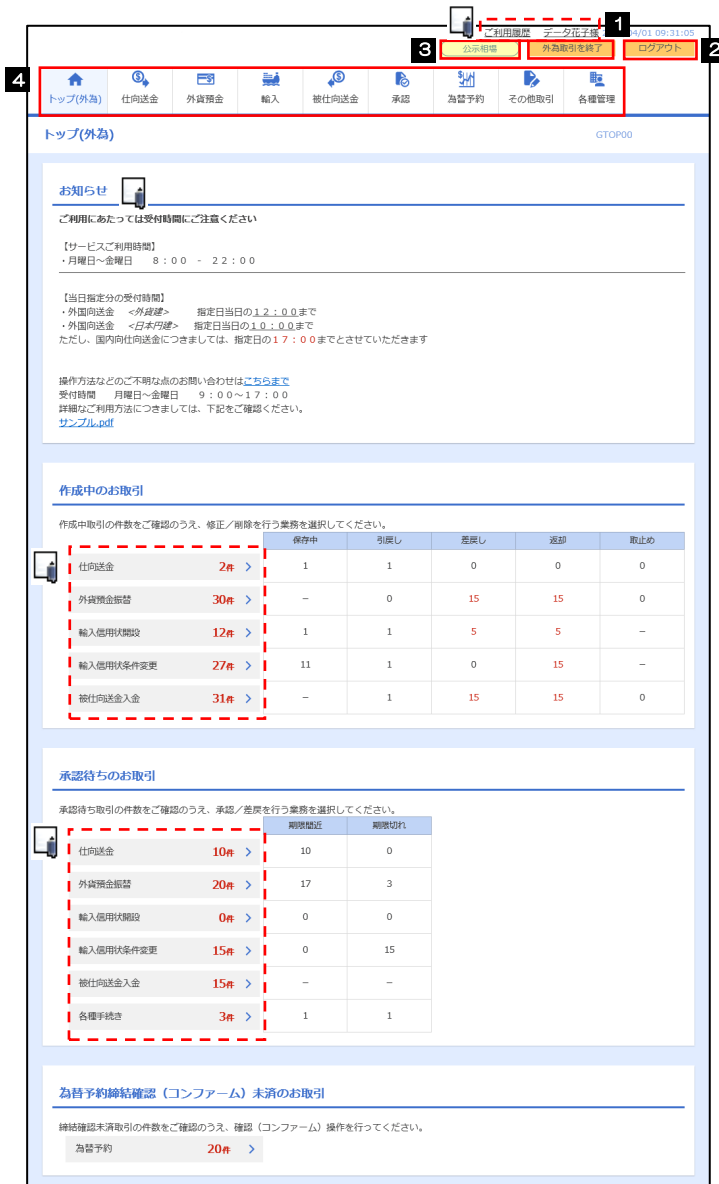 ご利用履歴 データ花子様 04/01 09:31:05
1
3 公示相場 外為取引を終了 ログアウト 2
4
トップ(外為) 仕向送金 外貨預金 輸入 被仕向送金 承認 為替予約 その他取引 各種管理
トップ(外為) GTOP00
お知らせ
ご利用にあたっては受付時間にご注意ください
【サービスご利用時間】
・月曜日～金曜日 8：00 - 22：00
【当日指定分の受付時間】
・外国向送金 <外貨建> 指定日当日の12：00まで
・外国向送金 <日本円建> 指定日当日の10：00まで
ただし、国内向仕向送金につきましては、指定日の17：00までとさせていただきます
操作方法などのご不明な点のお問い合わせはこちらまで
受付時間 月曜日～金曜日 9：00～17：00
詳細なご利用方法につきましては、下記をご確認ください。
サンプル.pdf
作成中のお取引
作成中取引の件数をご確認のうえ、修正／削除を行う業務を選択してください。
保存中 引戻し 差戻し 返却 取止め
仕向送金 2件 1 1 0 0 0
外貨預金振替 30件 － 0 15 15 0
輸入信用状開設 12件 1 1 5 5 －
輸入信用状条件変更 27件 11 1 0 15 －
被仕向送金入金 31件 － 1 15 15 0
承認待ちのお取引
承認待ち取引の件数をご確認のうえ、承認／差戻を行う業務を選択してください。
期限間近 期限切れ
仕向送金 10件 10 0
外貨預金振替 20件 17 3
輸入信用状開設 0件 0 0
輸入信用状条件変更 15件 0 15
被仕向送金入金 15件 － －
各種手続き 3件 1 1
為替予約締結確認（コンファーム）未済のお取引
締結確認未済取引の件数をご確認のうえ、確認（コンファーム）操作を行ってください。
為替予約 20件